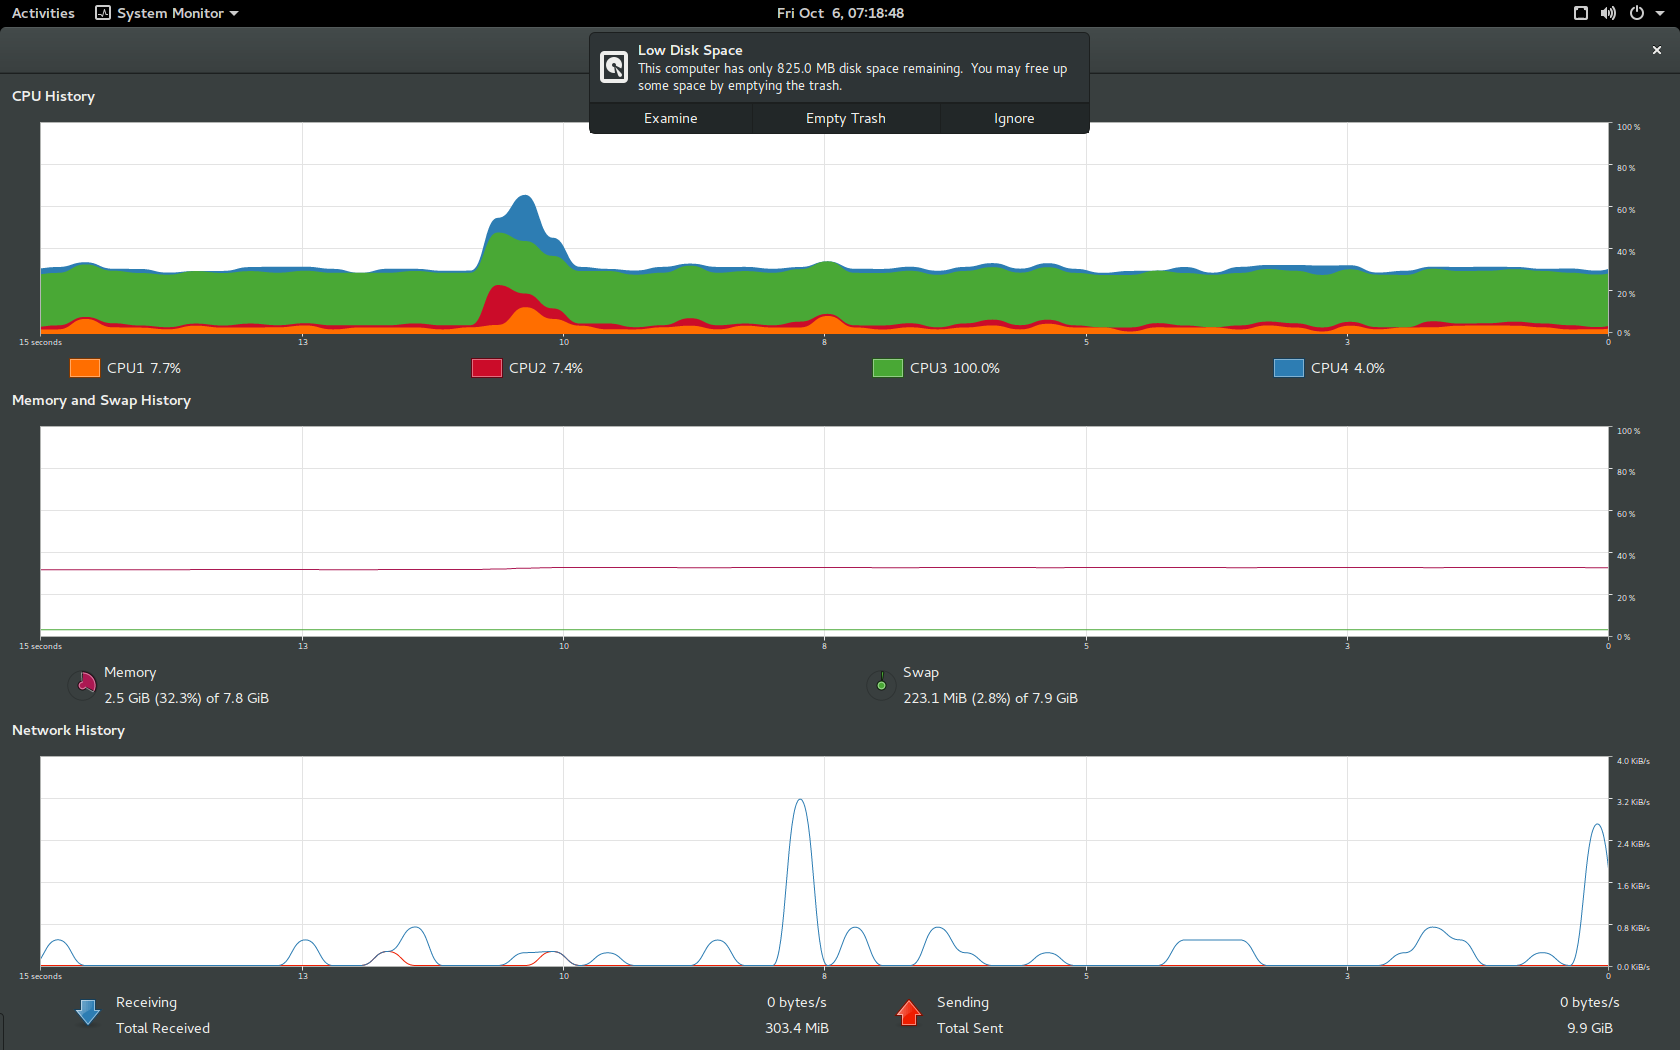 Activities System Monitor Fri Oct 6, 07:18:48
Low Disk Space
This computer has only 825.0 MB disk space remaining. You may free up
some space by emptying the trash.
Examine Empty Trash Ignore
CPU History
100 %
80 %
60 %
40 %
20 %
0 %
15 seconds 13 10 8 5 3 0
CPU1 7.7% CPU2 7.4% CPU3 100.0% CPU4 4.0%
Memory and Swap History
100 %
80 %
60 %
40 %
20 %
0 %
15 seconds 13 10 8 5 3 0
Memory
2.5 GiB (32.3%) of 7.8 GiB
Swap
223.1 MiB (2.8%) of 7.9 GiB
Network History
4.0 KiB/s
3.2 KiB/s
2.4 KiB/s
1.6 KiB/s
0.8 KiB/s
0.0 KiB/s
15 seconds 13 10 8 5 3 0
Receiving 0 bytes/s
Total Received 303.4 MiB
Sending 0 bytes/s
Total Sent 9.9 GiB